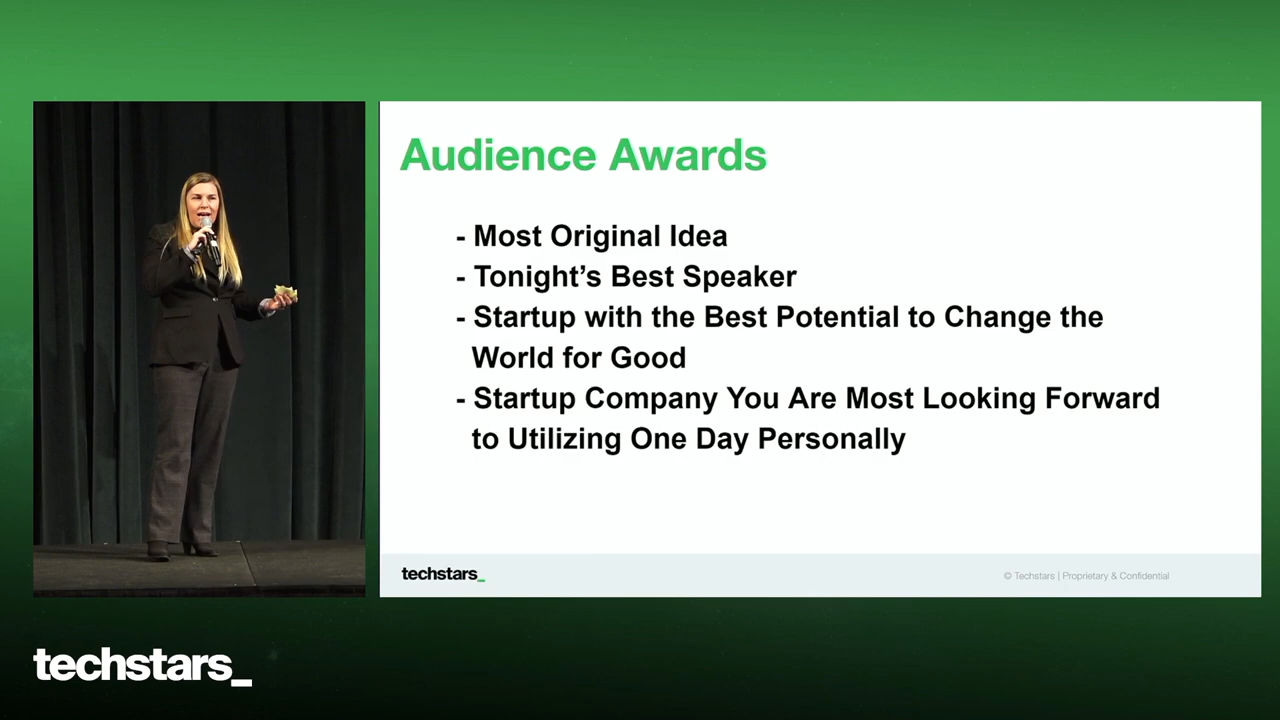 Audience Awards
- Most Original Idea
- Tonight's Best Speaker
- Startup with the Best Potential to Change the
World for Good
- Startup Company You Are Most Looking Forward
to Utilizing One Day Personally
techstars_
© Techstars | Proprietary & Confidential
techstars_